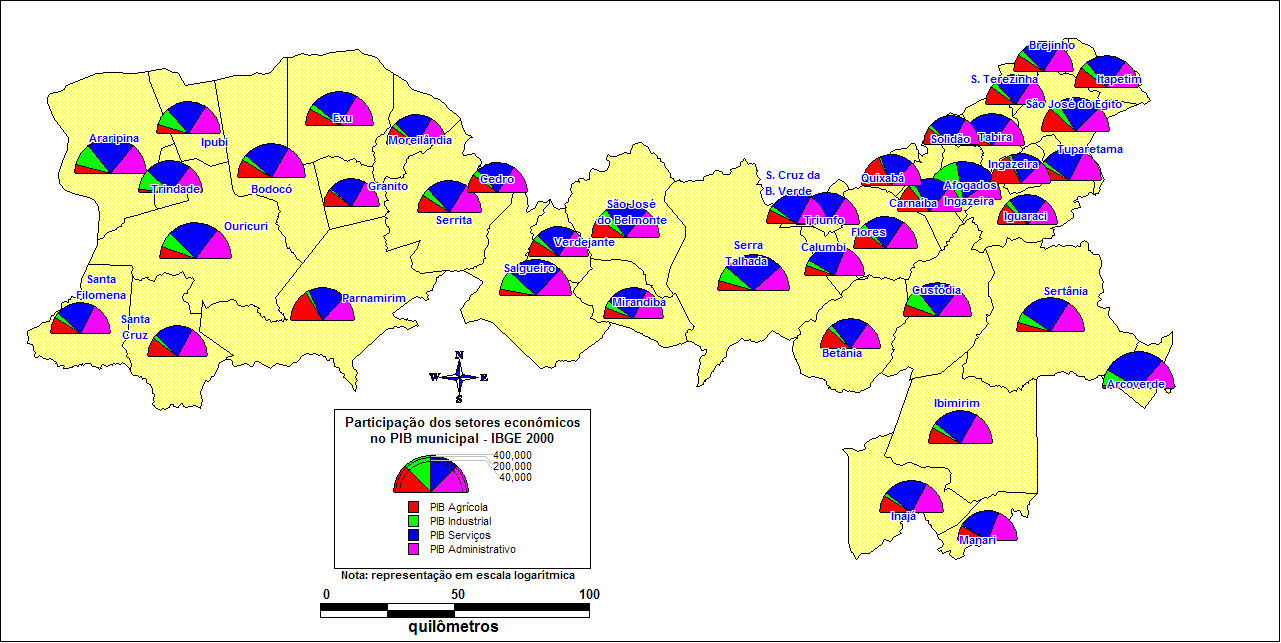 Brejinho
Itapetim
S. Terezinha
São José do Egito
Exu
Moreilândia
Ipubi
Araripina
Solidão
Tabira
Tuparetama
Ingazeira
Trindade
Bodocó
Granito
Cedro
Quixabá
S. Cruz da
B. Verde
Afogados
Ingazeira
Carnaiba
Iguaraci
São José
do Belmonte
Serrita
Triunfo
Ouricuri
Flores
Verdejante
Serra
Talhada
Calumbi
Salgueiro
Santa
Filomena
Custódia
Sertânia
Parnamirim
Mirandiba
Santa
Cruz
Betânia
N
W
E
S
Arcoverde
Ibimirim
Inajá
Manari
Participação dos setores econômicos
no PIB municipal - IBGE 2000
400,000
200,000
40,000
PIB Agrícola
PIB Industrial
PIB Serviços
PIB Administrativo
Nota: representação em escala logarítmica
0 50 100
quilômetros